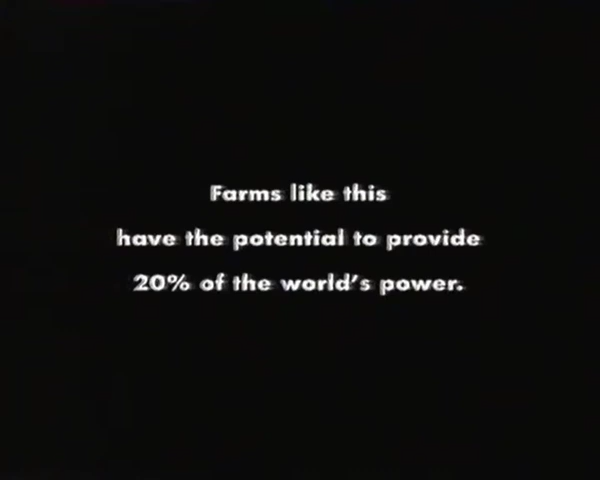 Farms like this
have the potential to provide
20% of the world's power.